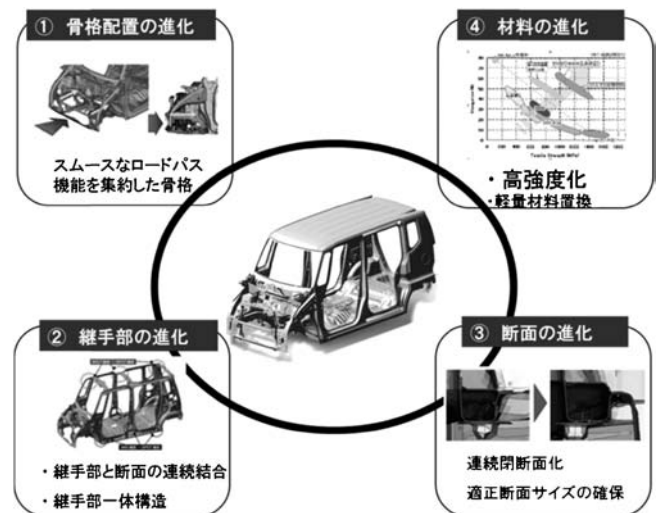 ① 骨格配置の進化
スムースなロードパス
機能を集約した骨格
④ 材料の進化
Tensile Strength (MPa)
・高強度化
・軽量材料置換
② 継手部の進化
・継手部と断面の連続結合
・継手部一体構造
③ 断面の進化
連続閉断面化
適正断面サイズの確保